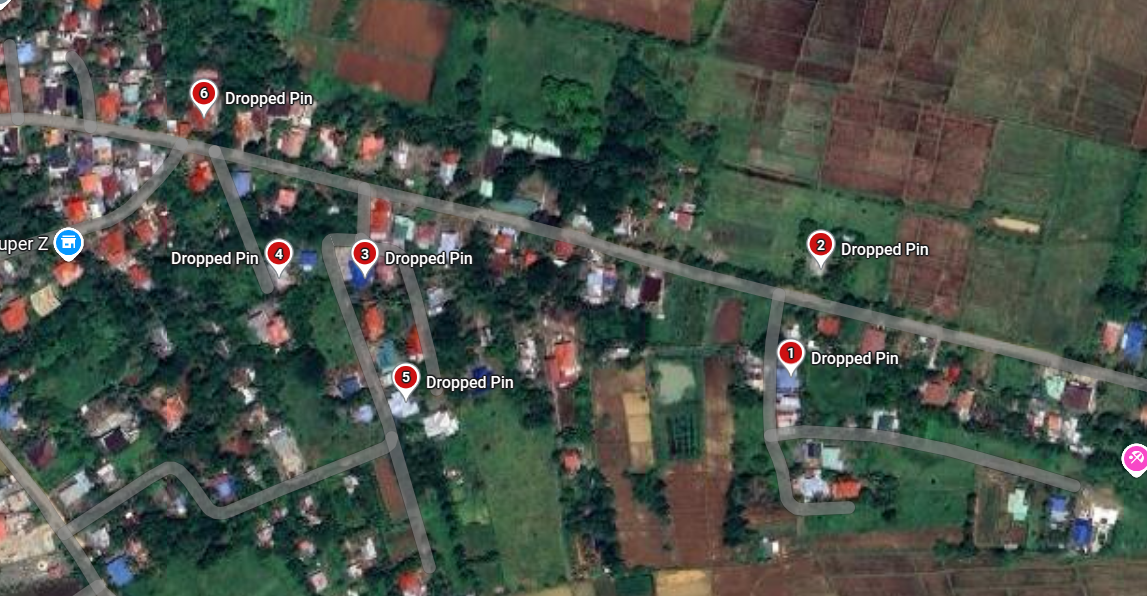 6 Dropped Pin
uper Z
Dropped Pin 4
3 Dropped Pin
2 Dropped Pin
1 Dropped Pin
5 Dropped Pin